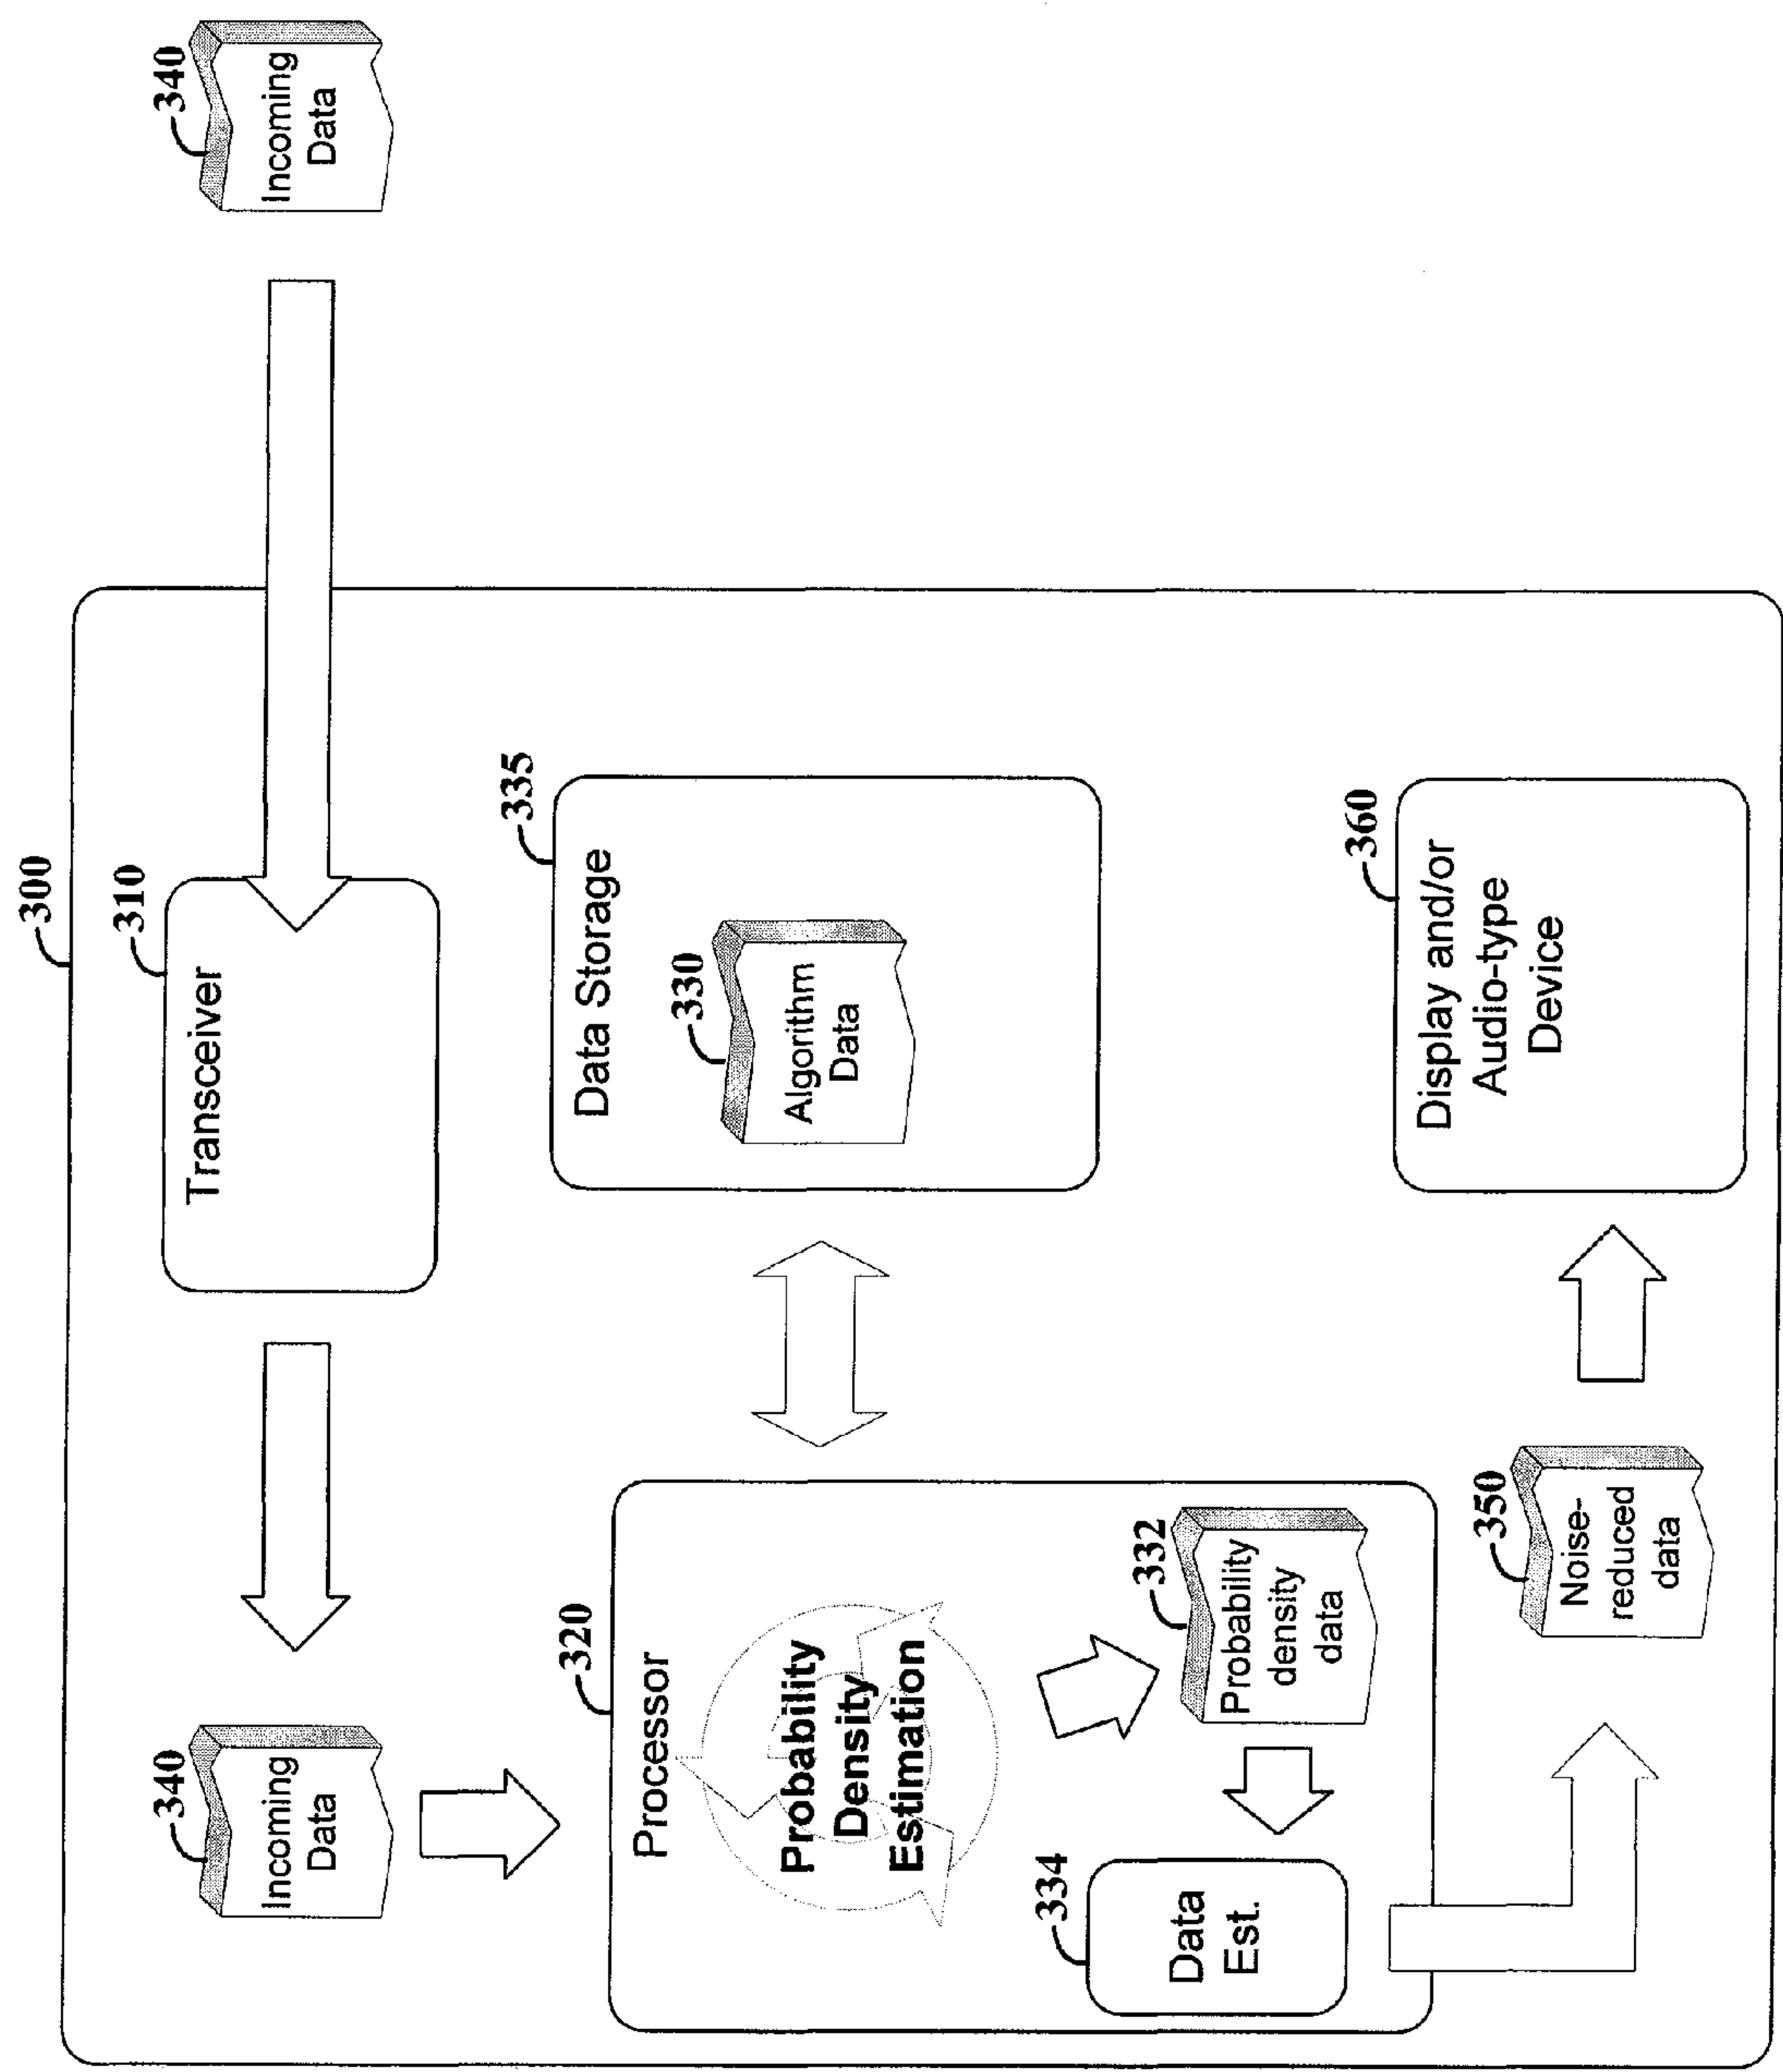 300
340
Incoming
Data
310
Transceiver
340
Incoming
Data
335
Data Storage
330
Algorithm
Data
320
Processor
Probability
Density
Estimation
332
Probability
density
data
334
Data
Est.
350
Noise-
reduced
data
360
Display and/or
Audio-type
Device